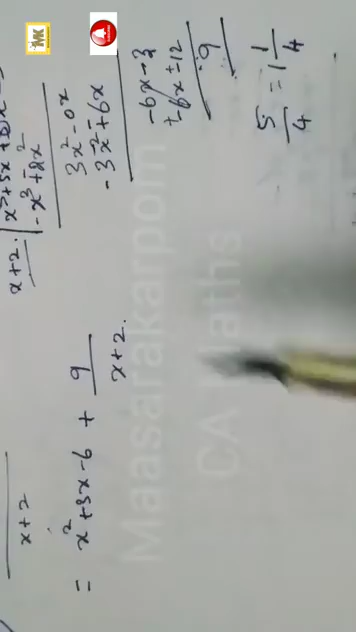 x+2
= x² + 3x - 6 + 9/x+2.
x+2
- x³ + 2x²
3x² - 0x
- 3x² + 6x
- 6x - 3
+ - 6x ± 12
9
5/4 = 1 1/4
Maasarakarpom
CA Maths
MK